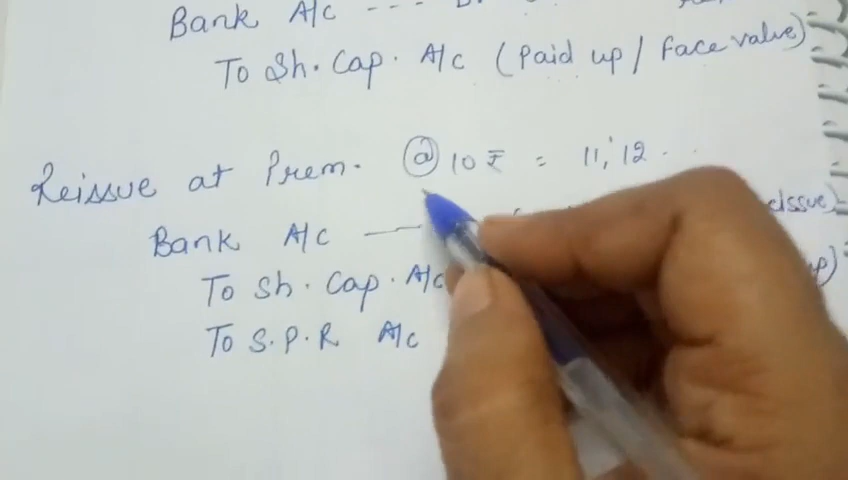 Bank A/c ---
To Sh. Cap. A/c (Paid up / Face value)
Reissue at Prem. @ 10 ₹ = 11, 12 ..
Bank A/c —
To Sh. Cap. A/c
To S.P.R A/c